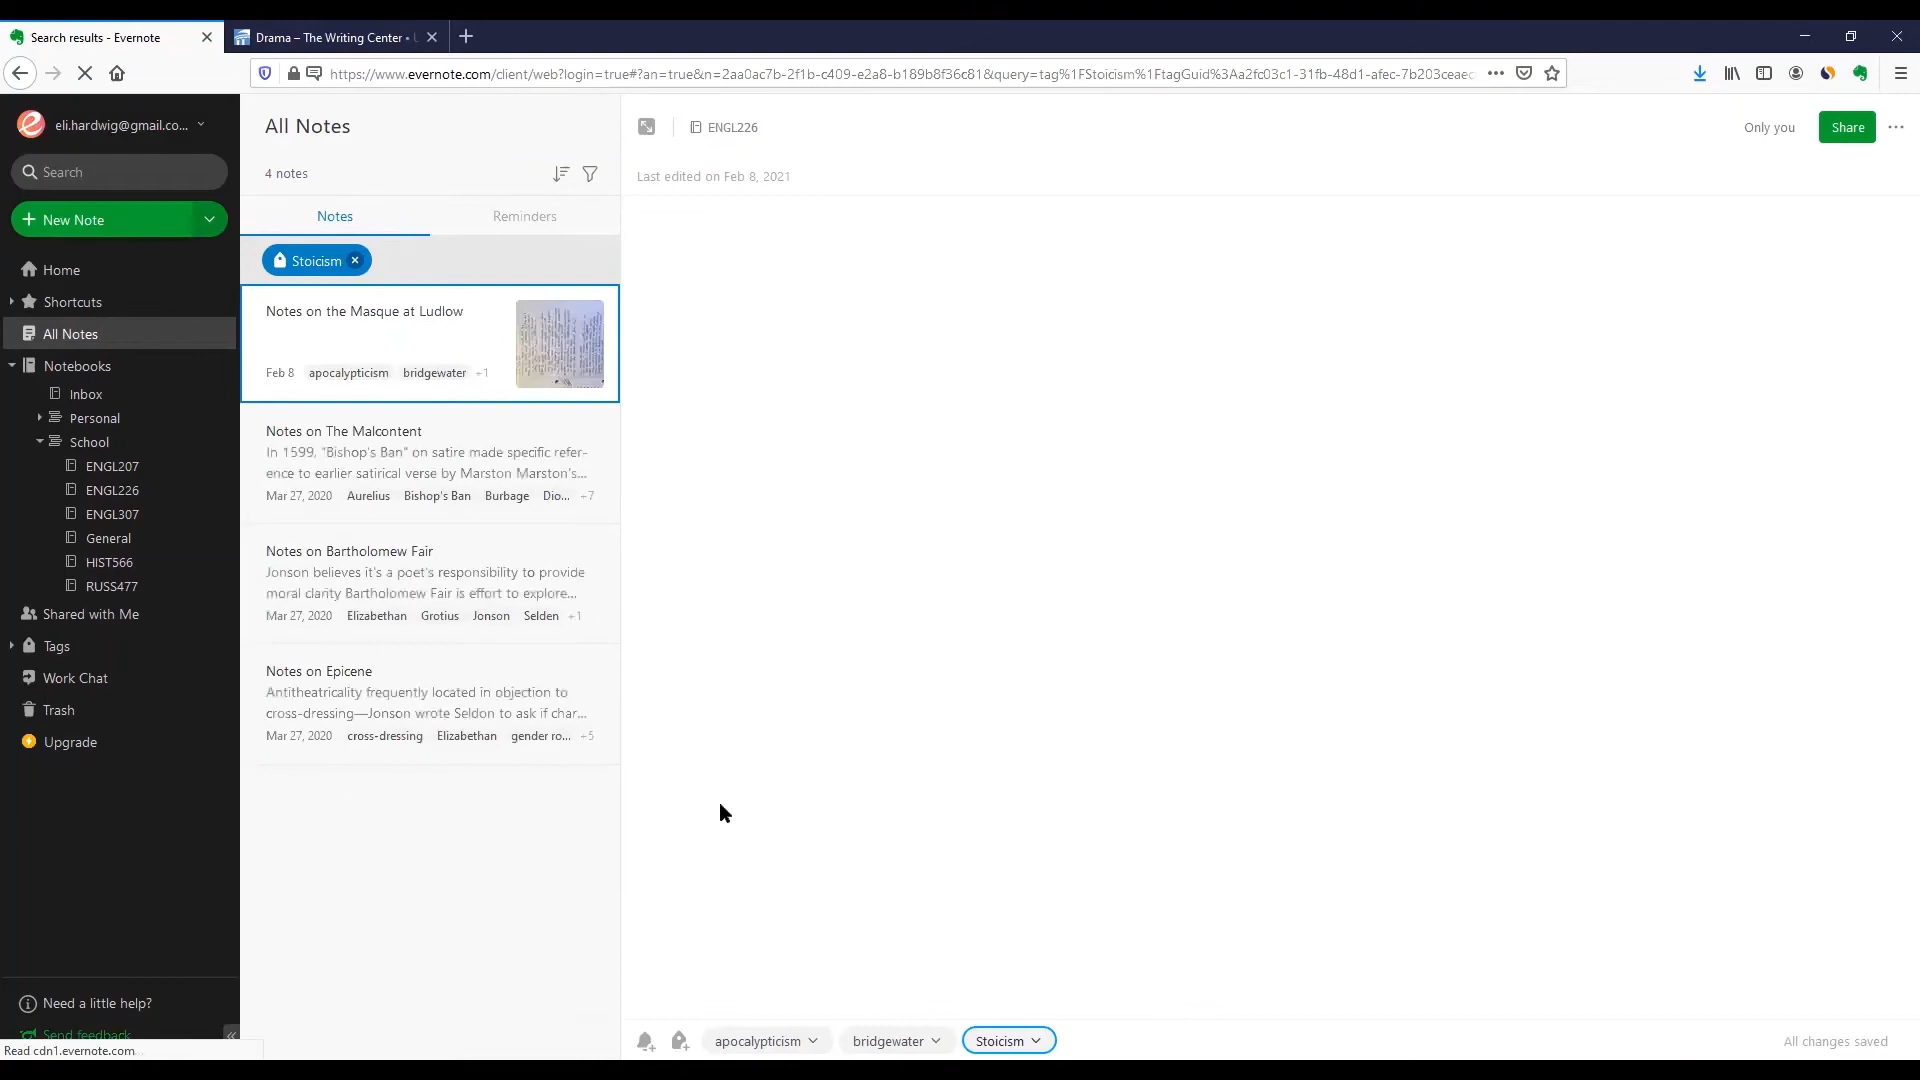 Search results - Evernote
Drama – The Writing Center •
https://www.evernote.com/client/web?login=true#?an=true&n=2aa0ac7b-2f1b-c409-e2a8-b189b8f36c81&query=tag%1FStoicism%1FtagGuid%3Aa2fc03c1-31fb-48d1-afec-7b203ceaec
eli.hardwig@gmail.co...
Search
New Note
Home
Shortcuts
All Notes
Notebooks
Inbox
Personal
School
ENGL207
ENGL226
ENGL307
General
HIST566
RUSS477
Shared with Me
Tags
Work Chat
Trash
Upgrade
Need a little help?
Send feedback
Read cdn1.evernote.com
All Notes
4 notes
Notes Reminders
Stoicism
Notes on the Masque at Ludlow
Feb 8 apocalypticism bridgewater +1
Notes on The Malcontent
In 1599, "Bishop's Ban" on satire made specific refer-
ence to earlier satirical verse by Marston Marston's...
Mar 27, 2020 Aurelius Bishop's Ban Burbage Dio... +7
Notes on Bartholomew Fair
Jonson believes it's a poet's responsibility to provide
moral clarity Bartholomew Fair is effort to explore...
Mar 27, 2020 Elizabethan Grotius Jonson Selden +1
Notes on Epicene
Antitheatricality frequently located in objection to
cross-dressing—Jonson wrote Seldon to ask if char...
Mar 27, 2020 cross-dressing Elizabethan gender ro... +5
ENGL226
Only you
Share
Last edited on Feb 8, 2021
apocalypticism bridgewater Stoicism
All changes saved